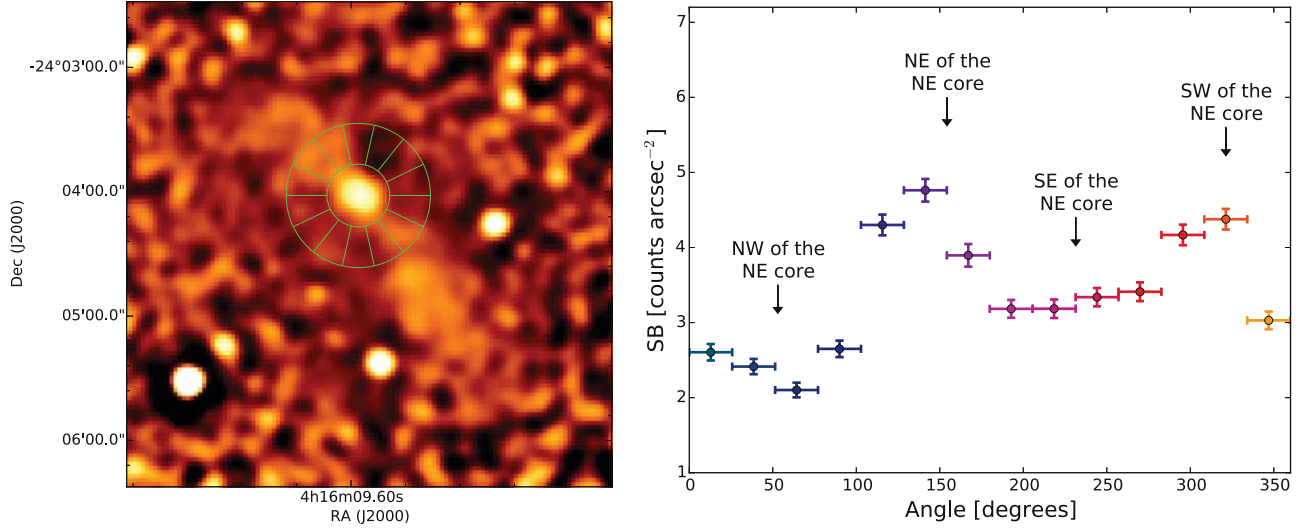 -24°03'00.0"
04'00.0"
05'00.0"
06'00.0"
Dec (J2000)
4h16m09.60s
RA (J2000)
7
6
5
4
3
2
1
SB [counts arcsec⁻²]
NW of the
NE core
NE of the
NE core
SE of the
NE core
SW of the
NE core
0 50 100 150 200 250 300 350
Angle [degrees]